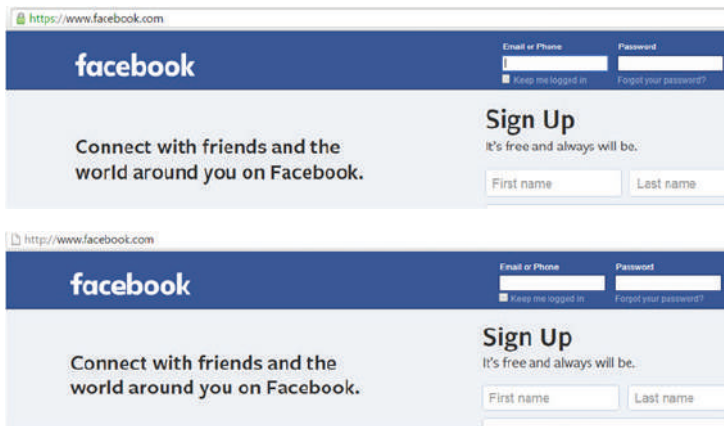 https://www.facebook.com
facebook
Email or Phone
Password
Keep me logged in
Forgot your password?
Connect with friends and the
world around you on Facebook.
Sign Up
It's free and always will be.
First name
Last name
http://www.facebook.com
facebook
Email or Phone
Password
Keep me logged in
Forgot your password?
Connect with friends and the
world around you on Facebook.
Sign Up
It's free and always will be.
First name
Last name